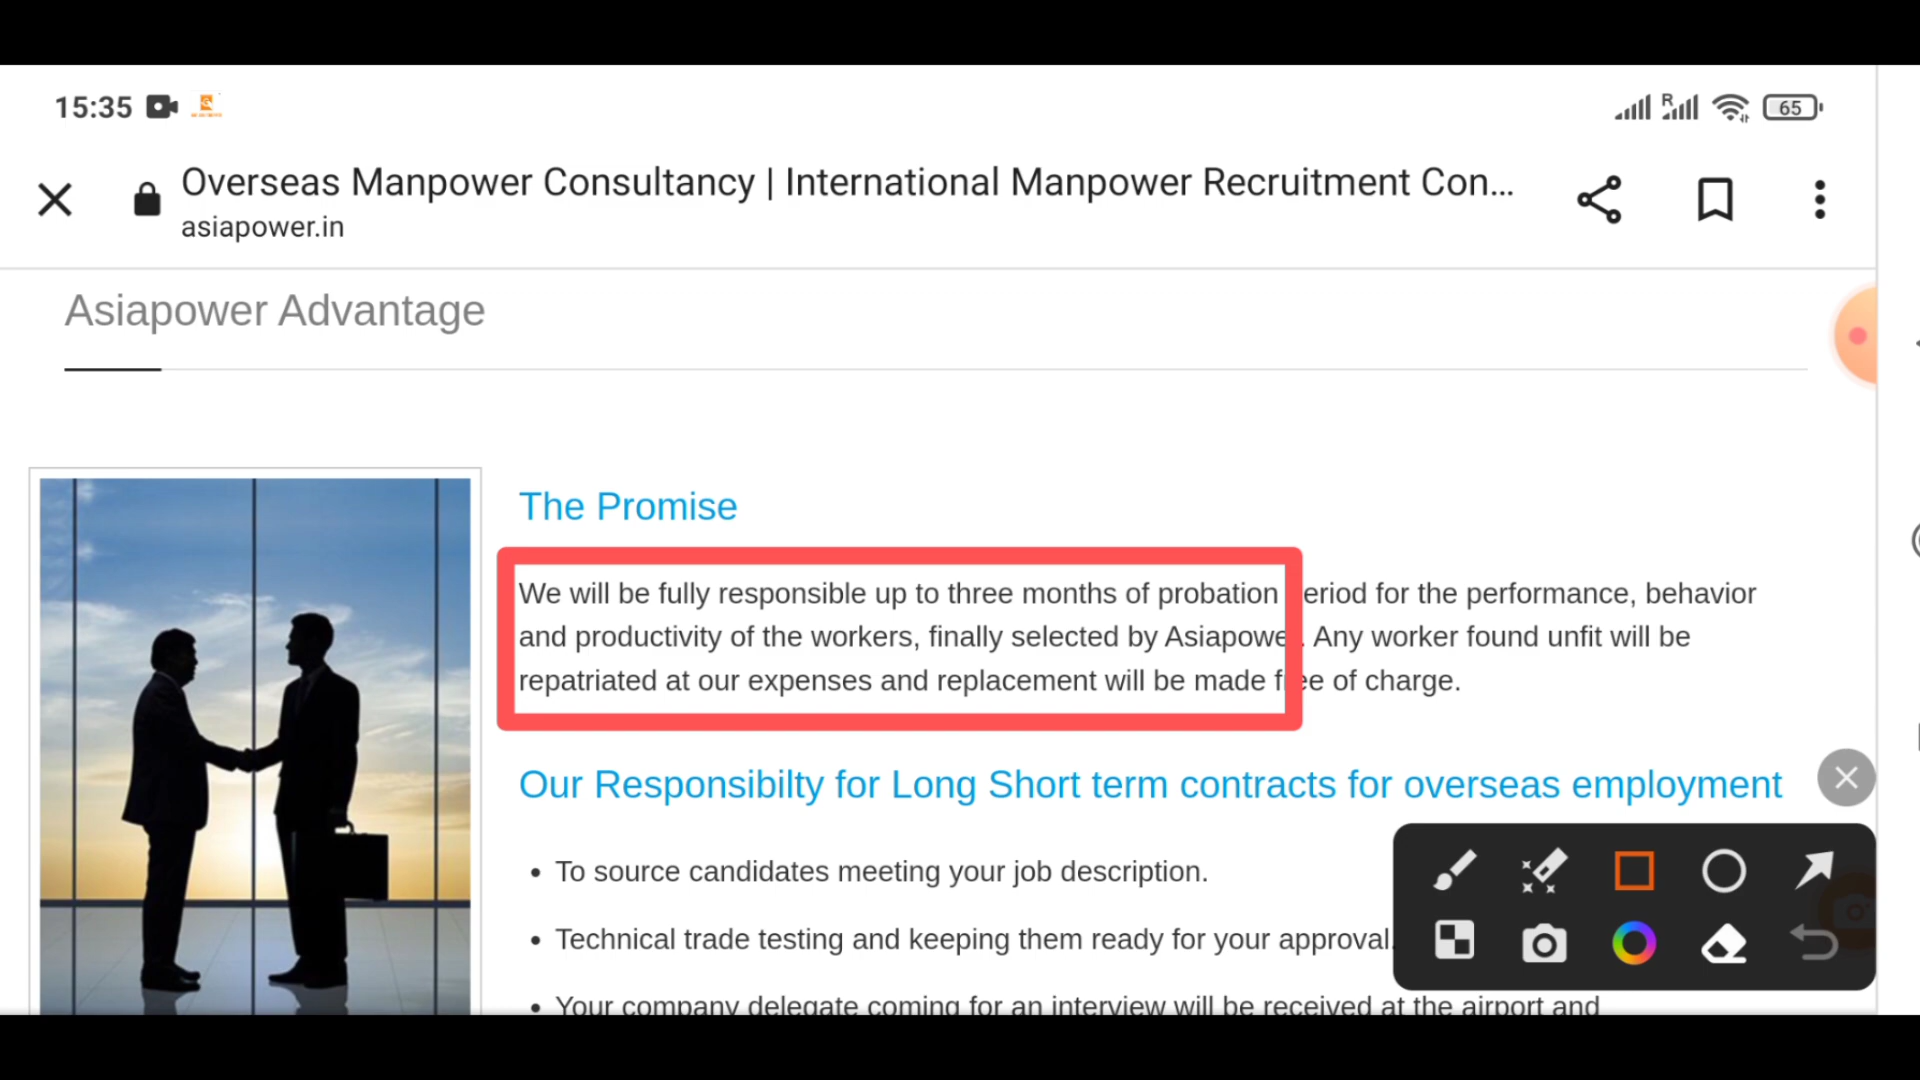 15:35
R
65
Overseas Manpower Consultancy | International Manpower Recruitment Con...
asiapower.in
Asiapower Advantage
The Promise
We will be fully responsible up to three months of probation eriod for the performance, behavior
and productivity of the workers, finally selected by Asiapowe. Any worker found unfit will be
repatriated at our expenses and replacement will be made free of charge.
Our Responsibilty for Long Short term contracts for overseas employment
• To source candidates meeting your job description.
• Technical trade testing and keeping them ready for your approval.
• Your company delegate coming for an interview will be received at the airport and